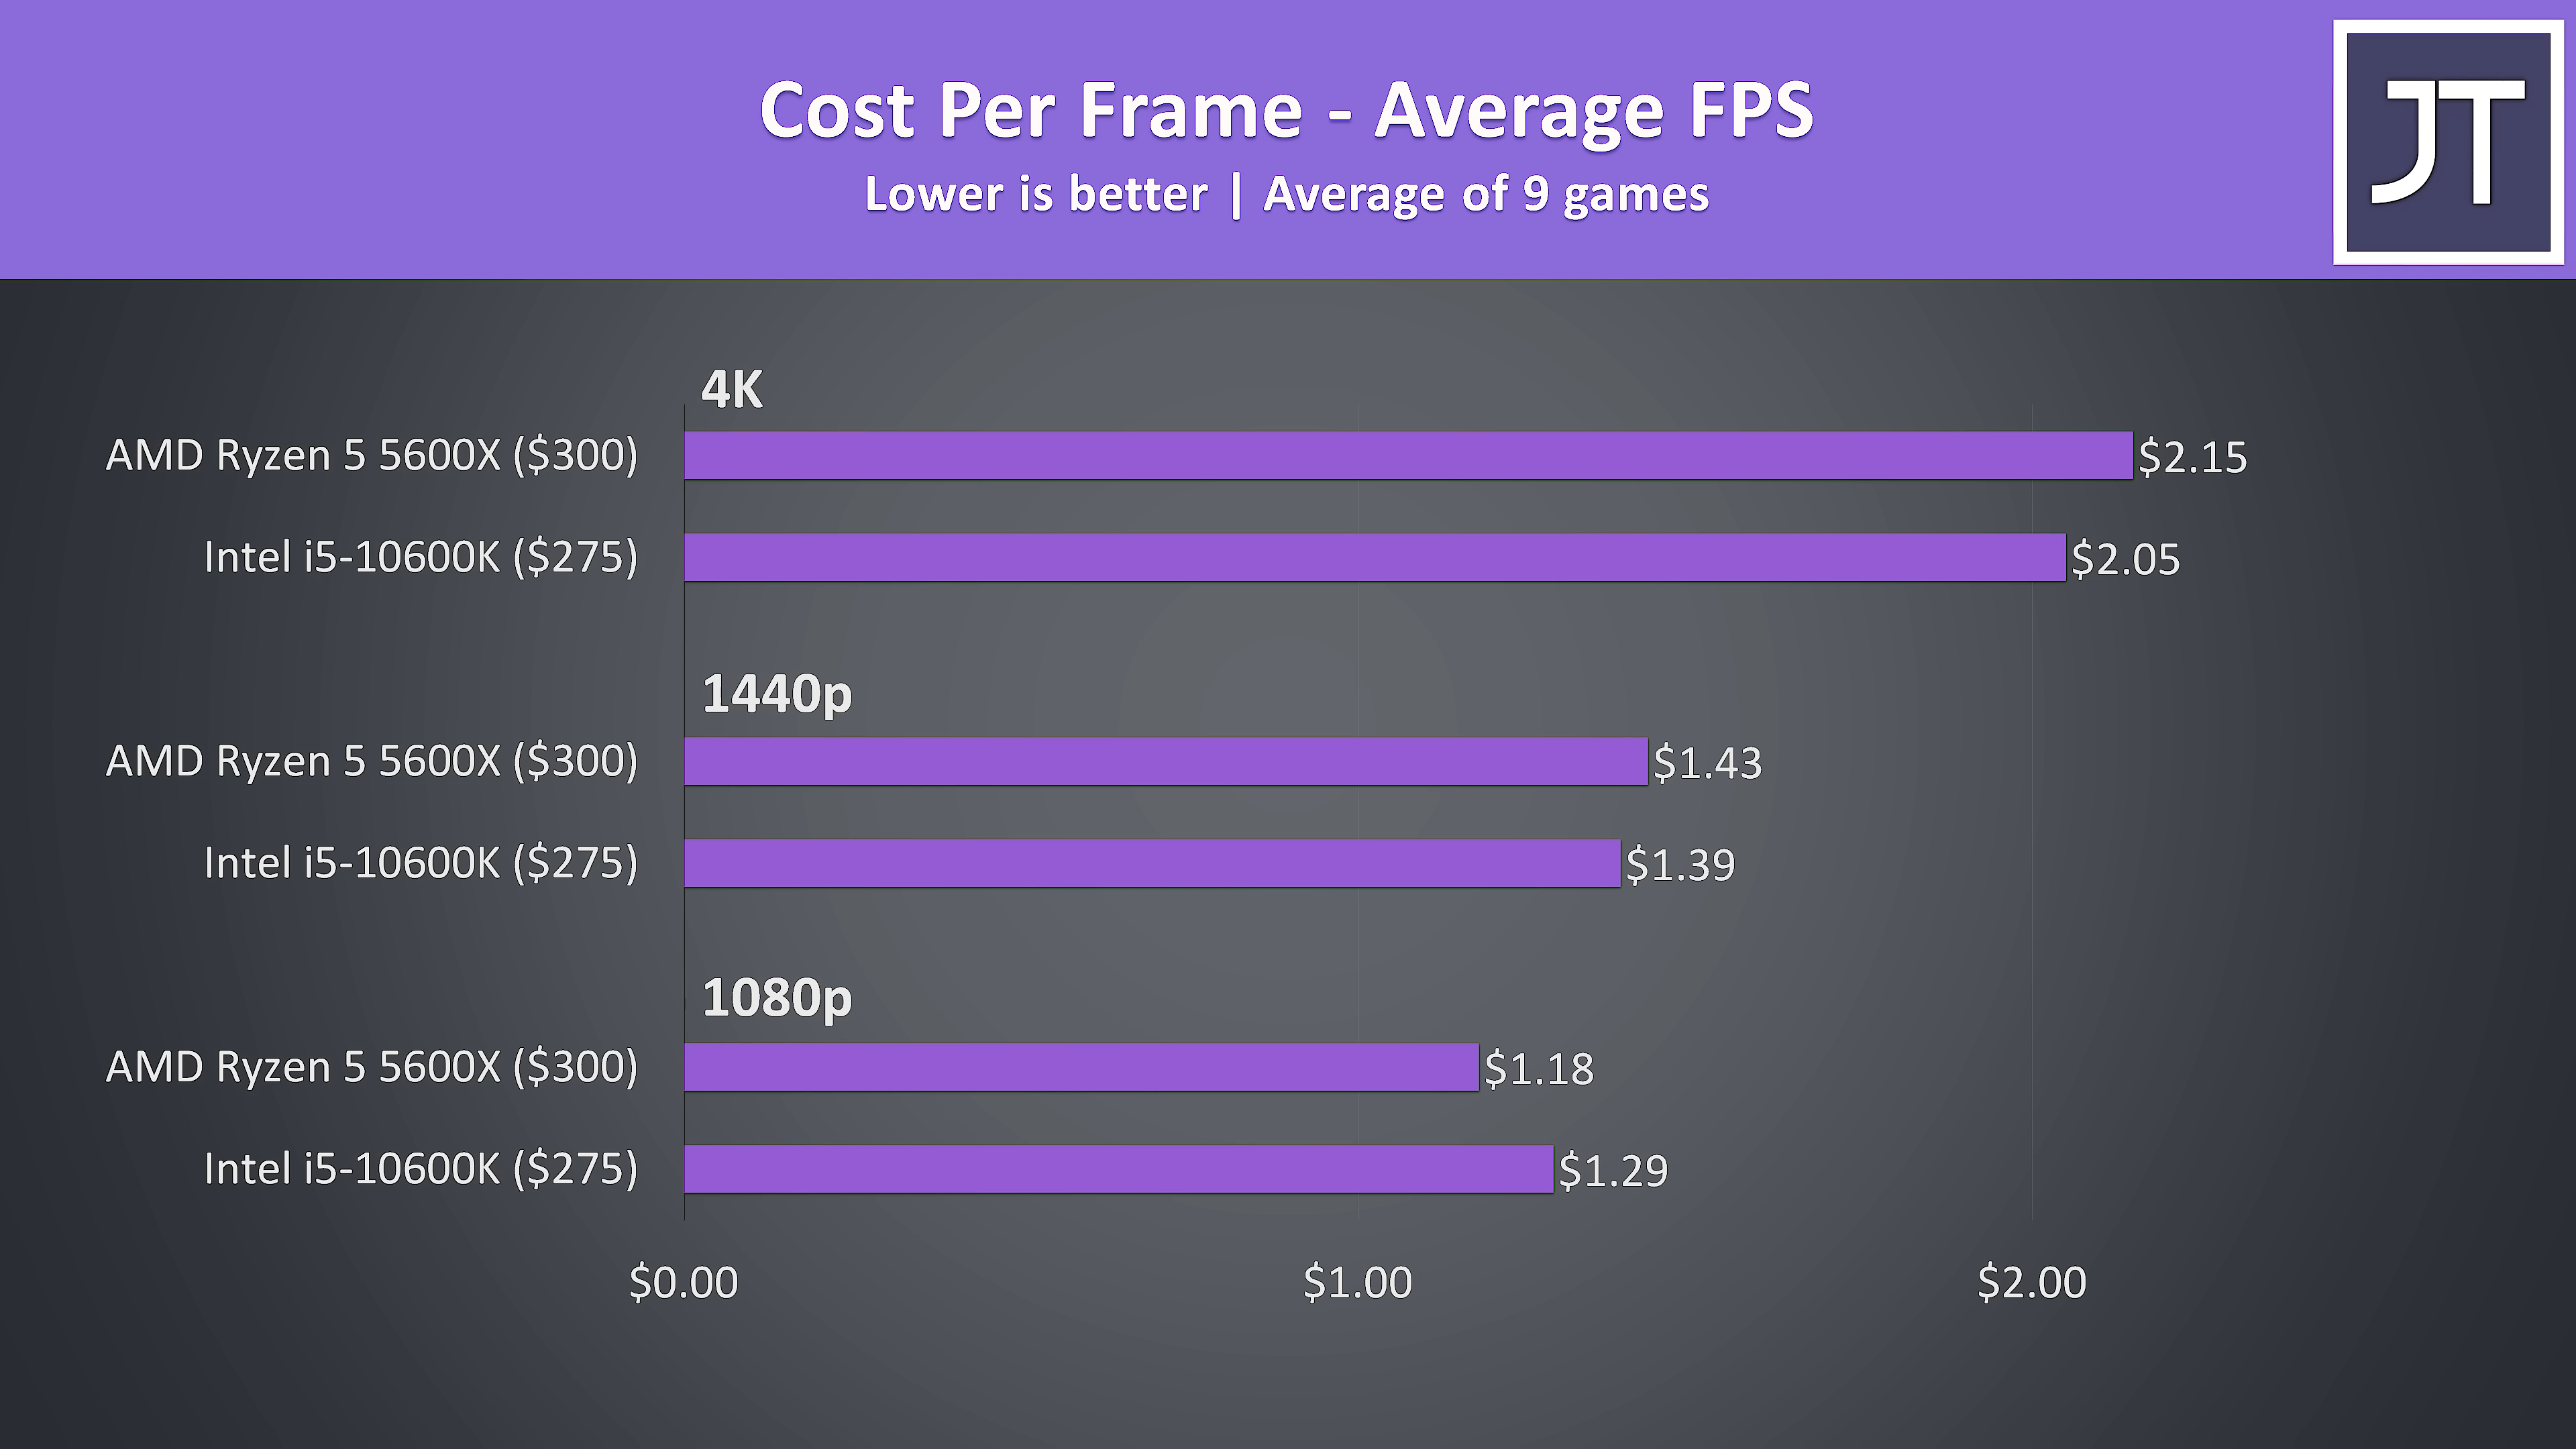 Cost Per Frame - Average FPS
Lower is better | Average of 9 games
JT
4K
AMD Ryzen 5 5600X ($300) $2.15
Intel i5-10600K ($275) $2.05
1440p
AMD Ryzen 5 5600X ($300) $1.43
Intel i5-10600K ($275) $1.39
1080p
AMD Ryzen 5 5600X ($300) $1.18
Intel i5-10600K ($275) $1.29
$0.00 $1.00 $2.00